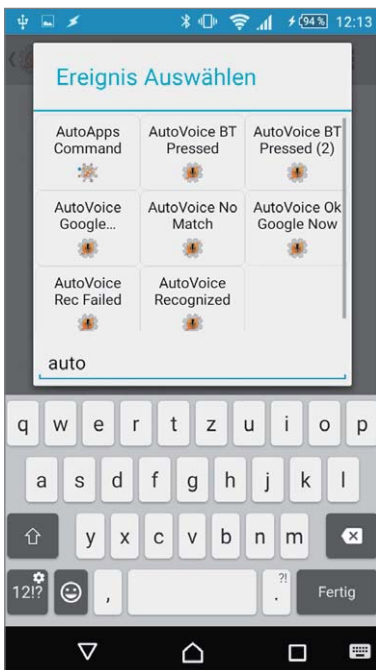 94% 12:13
Ereignis Auswählen
AutoApps
Command
AutoVoice BT
Pressed
AutoVoice BT
Pressed (2)
AutoVoice
Google...
AutoVoice No
Match
AutoVoice Ok
Google Now
AutoVoice
Rec Failed
AutoVoice
Recognized
auto
q w e r t z u i o p
a s d f g h j k l
y x c v b n m
12!? , ?! . Fertig